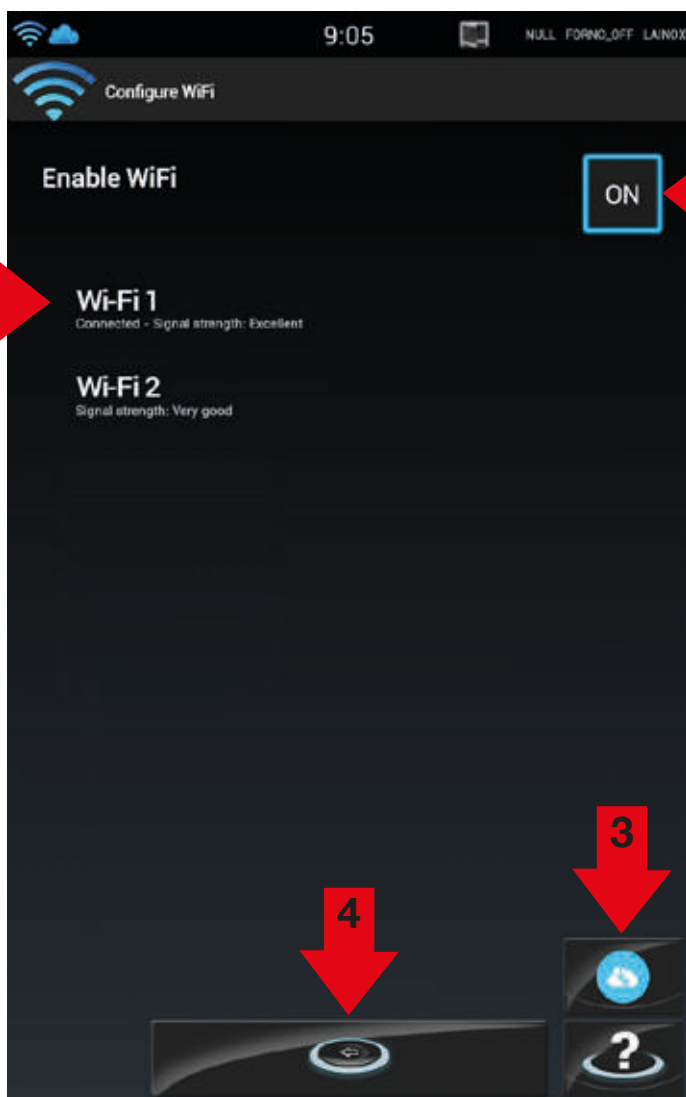 9:05 NULL FORNO_OFF LAINOX
Configure WiFi
Enable WiFi
ON
Wi-Fi 1
Connected - Signal strength: Excellent
Wi-Fi 2
Signal strength: Very good
3
4
?